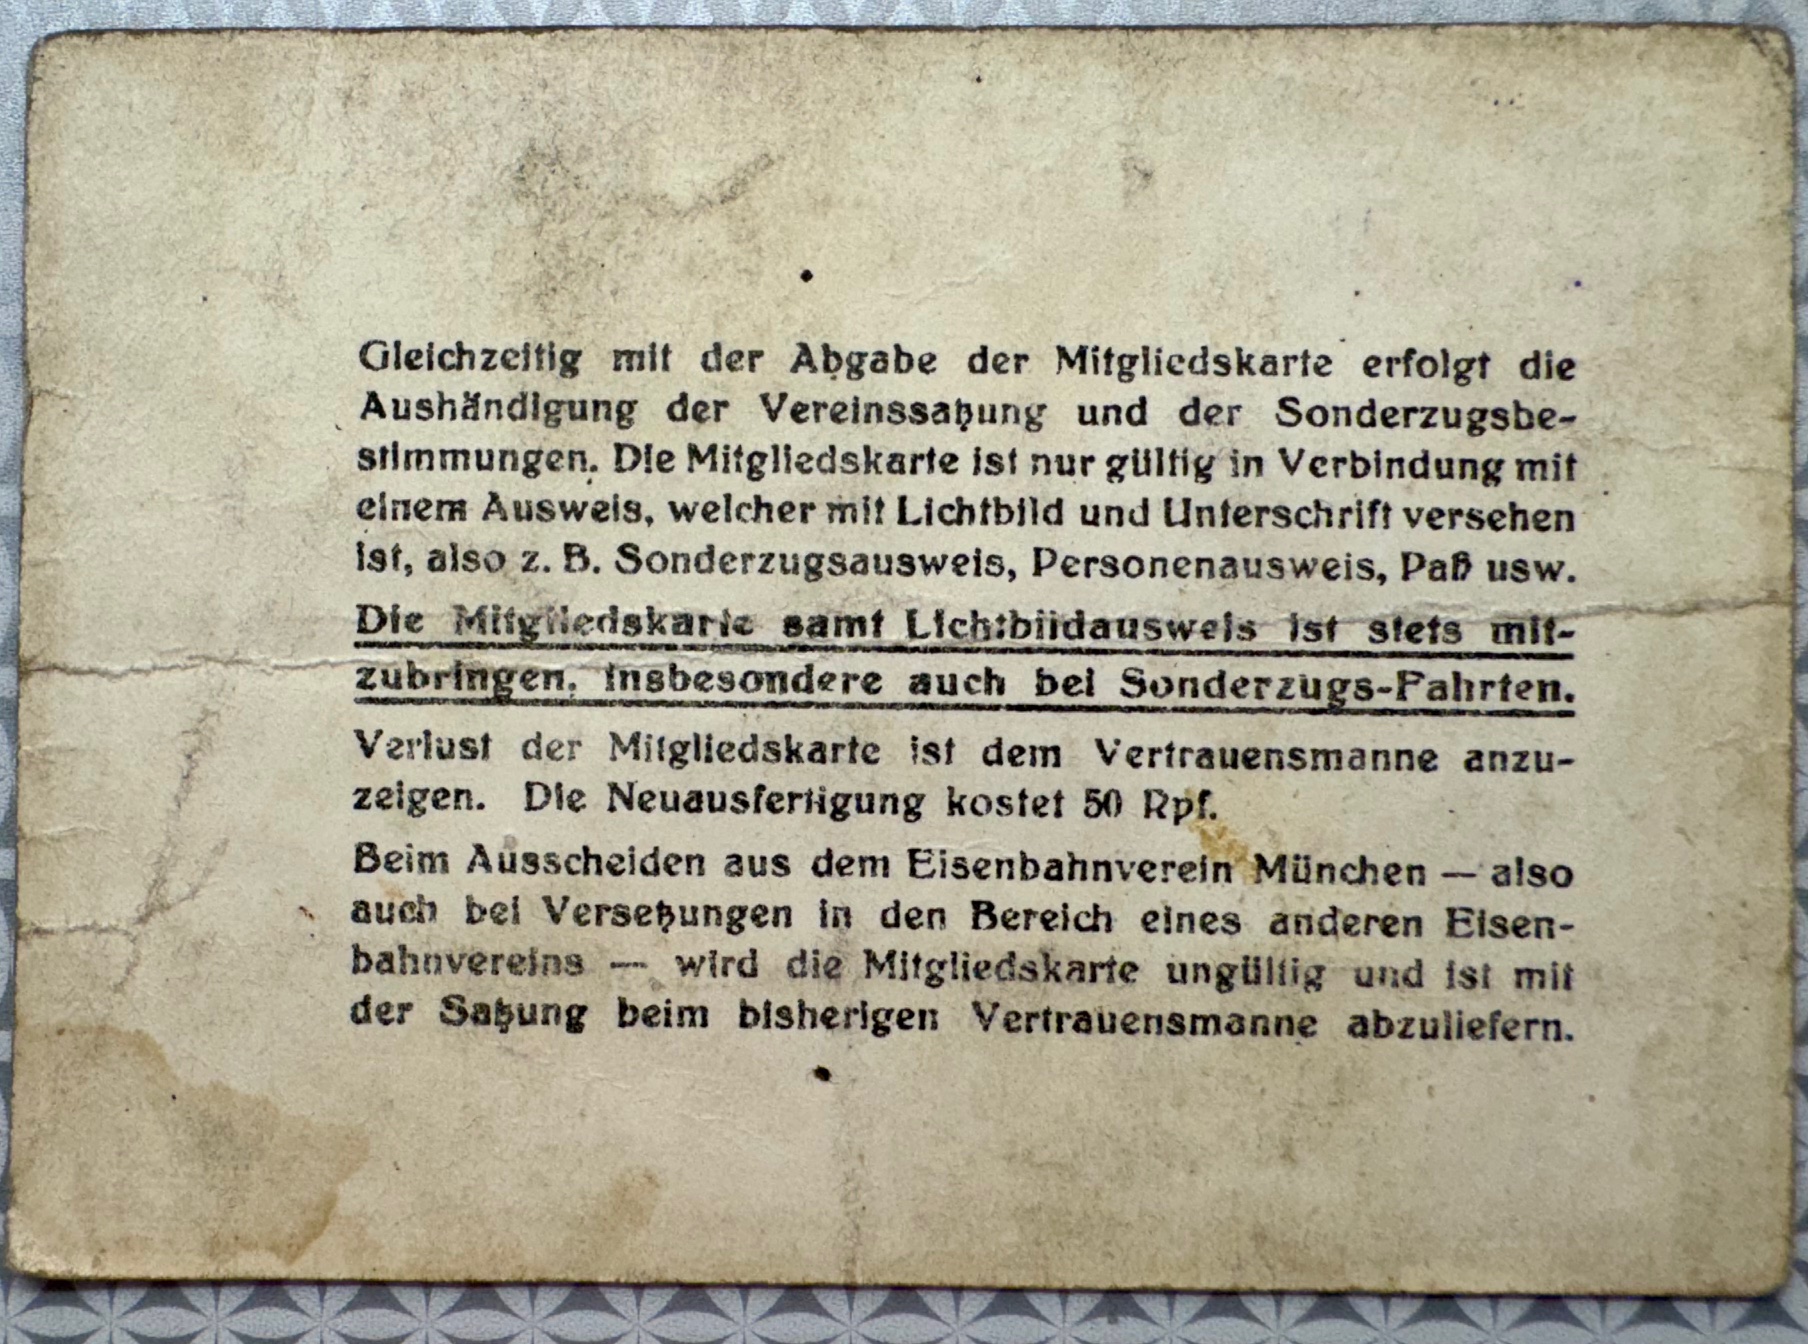 Gleichzeitig mit der Abgabe der Mitgliedskarte erfolgt die
Aushändigung der Vereinssatzung und der Sonderzugsbe-
stimmungen. Die Mitgliedskarte ist nur gültig in Verbindung mit
einem Ausweis, welcher mit Lichtbild und Unterschrift versehen
ist, also z. B. Sonderzugsausweis, Personenausweis, Paß usw.
Die Mitgliedskarte samt Lichtbildausweis ist stets mit-
zubringen, insbesondere auch bei Sonderzugs-Fahrten.
Verlust der Mitgliedskarte ist dem Vertrauensmanne anzu-
zeigen. Die Neuausfertigung kostet 50 Rpf.
Beim Ausscheiden aus dem Eisenbahnverein München — also
auch bei Versetzungen in den Bereich eines anderen Eisen-
bahnvereins — wird die Mitgliedskarte ungültig und ist mit
der Satzung beim bisherigen Vertrauensmanne abzuliefern.